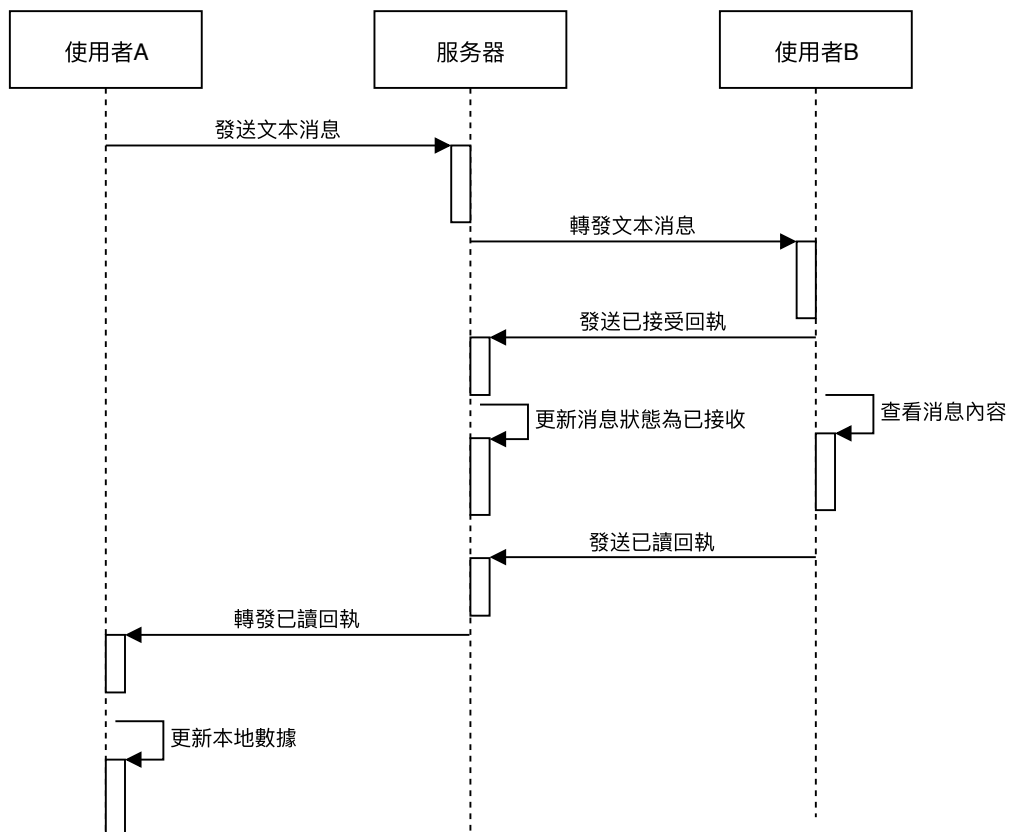 使用者A
服务器
使用者B
發送文本消息
轉發文本消息
發送已接受回執
更新消息狀態為已接收
查看消息內容
發送已讀回執
轉發已讀回執
更新本地數據